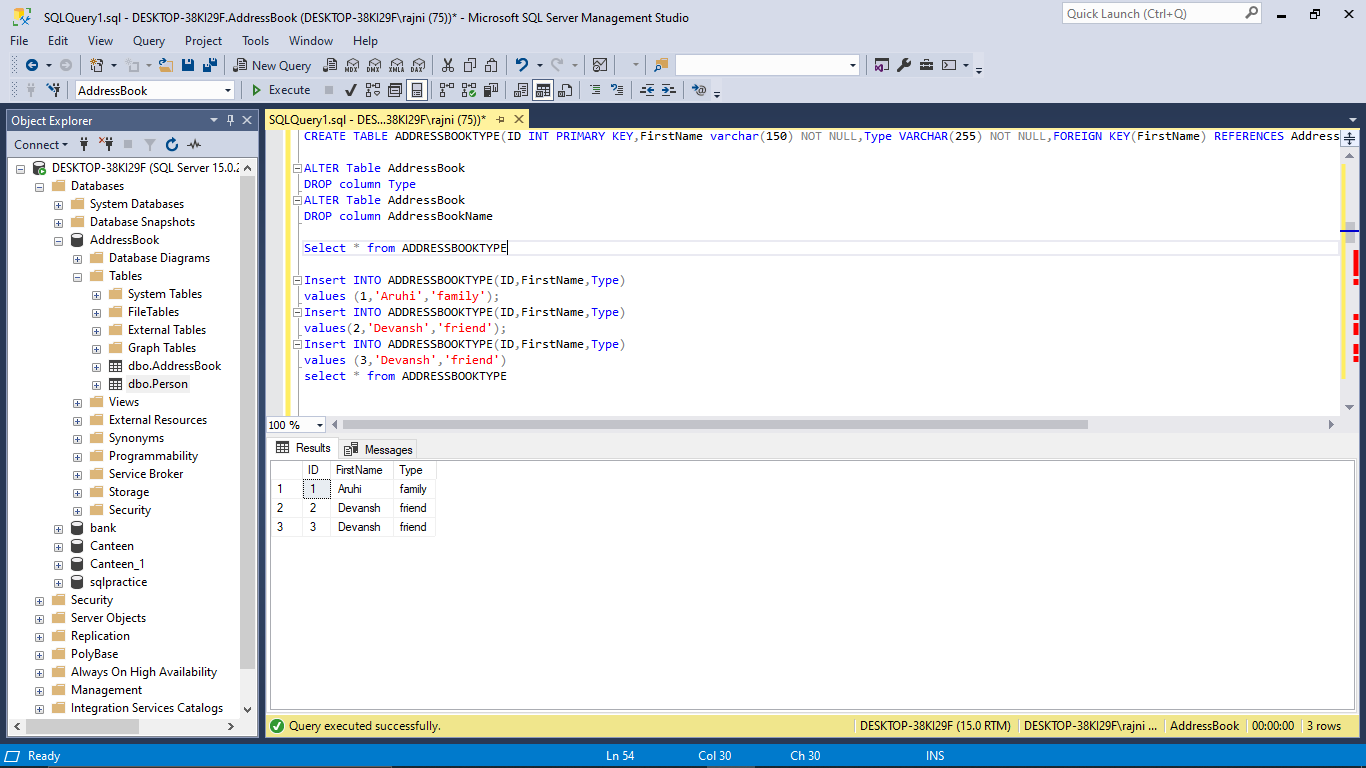 SQLQuery1.sql - DESKTOP-38KI29F.AddressBook (DESKTOP-38KI29F\rajni (75))* - Microsoft SQL Server Management Studio
Quick Launch (Ctrl+Q)
File Edit View Query Project Tools Window Help
New Query MDX DMX XMLA DAX
AddressBook Execute
Object Explorer
Connect
DESKTOP-38KI29F (SQL Server 15.0.2
Databases
System Databases
Database Snapshots
AddressBook
Database Diagrams
Tables
System Tables
FileTables
External Tables
Graph Tables
dbo.AddressBook
dbo.Person
Views
External Resources
Synonyms
Programmability
Service Broker
Storage
Security
bank
Canteen
Canteen_1
sqlpractice
Security
Server Objects
Replication
PolyBase
Always On High Availability
Management
Integration Services Catalogs
SQLQuery1.sql - DES...38KI29F\rajni (75))*
CREATE TABLE ADDRESSBOOKTYPE(ID INT PRIMARY KEY,FirstName varchar(150) NOT NULL,Type VARCHAR(255) NOT NULL,FOREIGN KEY(FirstName) REFERENCES Address
ALTER Table AddressBook
DROP column Type
ALTER Table AddressBook
DROP column AddressBookName
Select * from ADDRESSBOOKTYPE
Insert INTO ADDRESSBOOKTYPE(ID,FirstName,Type)
values (1,'Aruhi','family');
Insert INTO ADDRESSBOOKTYPE(ID,FirstName,Type)
values(2,'Devansh','friend');
Insert INTO ADDRESSBOOKTYPE(ID,FirstName,Type)
values (3,'Devansh','friend')
select * from ADDRESSBOOKTYPE
100 %
Results Messages
ID FirstName Type
1 1 Aruhi family
2 2 Devansh friend
3 3 Devansh friend
Query executed successfully. DESKTOP-38KI29F (15.0 RTM) DESKTOP-38KI29F\rajni ... AddressBook 00:00:00 3 rows
Ready Ln 54 Col 30 Ch 30 INS